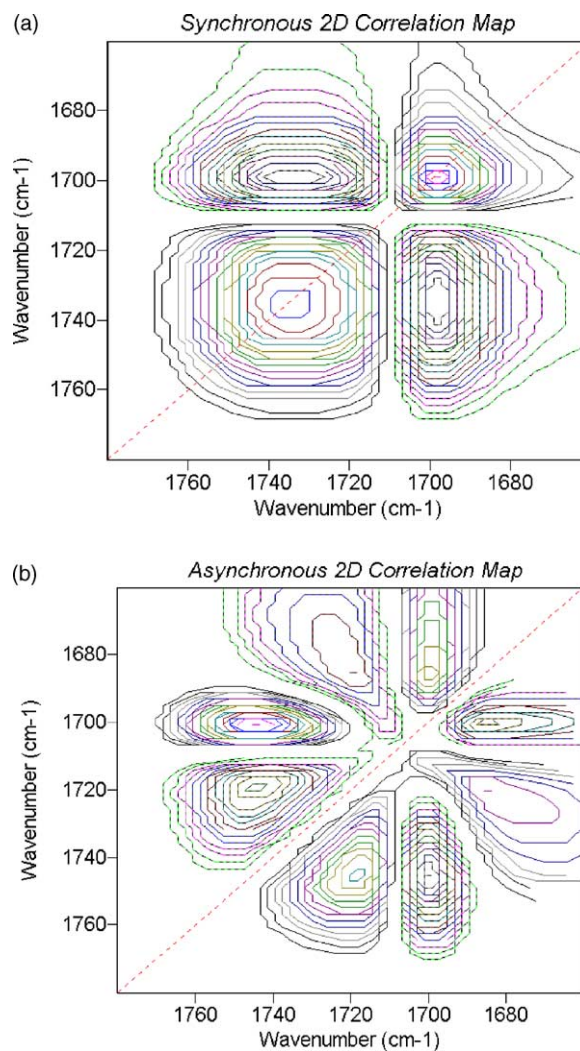 (a)
Synchronous 2D Correlation Map
Wavenumber (cm-1)
1680
1700
1720
1740
1760
1760 1740 1720 1700 1680
Wavenumber (cm-1)
(b)
Asynchronous 2D Correlation Map
Wavenumber (cm-1)
1680
1700
1720
1740
1760
1760 1740 1720 1700 1680
Wavenumber (cm-1)